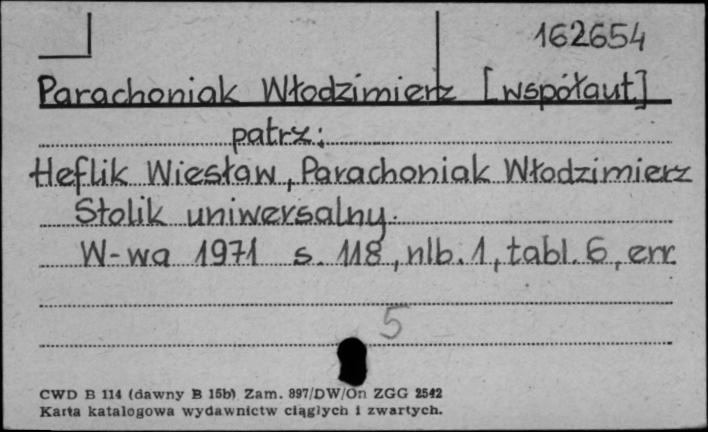 162654
Parachoniak Włodzimierz [współaut.]
patrz:
Heflik Wiesław, Parachoniak Włodzimierz
Stolik uniwersalny.
W-wa 1971 s. 118, nlb. 1, tabl. 6, err
5
CWD B 114 (dawny B 15b) Zam. 897/DW/On ZGG 2542
Karta katalogowa wydawnictw ciągłych i zwartych.